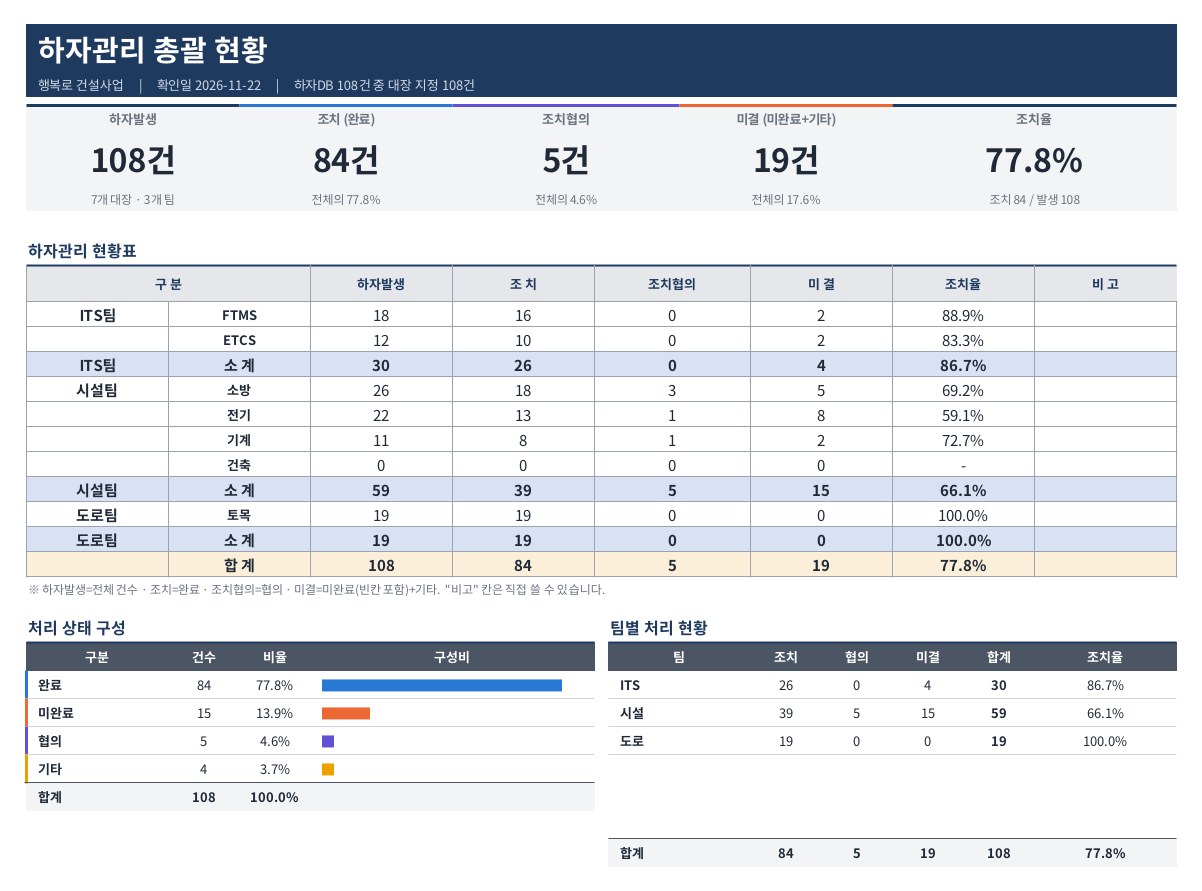 하자관리 총괄 현황
행복로 건설사업 | 확인일 2026-11-22 | 하자DB 108건 중 대장 지정 108건
하자발생 조치 (완료) 조치협의 미결 (미완료+기타) 조치율
108건 84건 5건 19건 77.8%
7개 대장 · 3개 팀 전체의 77.8% 전체의 4.6% 전체의 17.6% 조치 84 / 발생 108
하자관리 현황표
구 분 하자발생 조 치 조치협의 미 결 조치율 비 고
ITS팀 FTMS 18 16 0 2 88.9%
ETCS 12 10 0 2 83.3%
ITS팀 소 계 30 26 0 4 86.7%
시설팀 소방 26 18 3 5 69.2%
전기 22 13 1 8 59.1%
기계 11 8 1 2 72.7%
건축 0 0 0 0 -
시설팀 소 계 59 39 5 15 66.1%
도로팀 토목 19 19 0 0 100.0%
도로팀 소 계 19 19 0 0 100.0%
합 계 108 84 5 19 77.8%
※ 하자발생=전체 건수 · 조치=완료 · 조치협의=협의 · 미결=미완료(빈칸 포함)+기타. "비고" 칸은 직접 쓸 수 있습니다.
처리 상태 구성
구분 건수 비율 구성비
완료 84 77.8%
미완료 15 13.9%
협의 5 4.6%
기타 4 3.7%
합계 108 100.0%
팀별 처리 현황
팀 조치 협의 미결 합계 조치율
ITS 26 0 4 30 86.7%
시설 39 5 15 59 66.1%
도로 19 0 0 19 100.0%
합계 84 5 19 108 77.8%